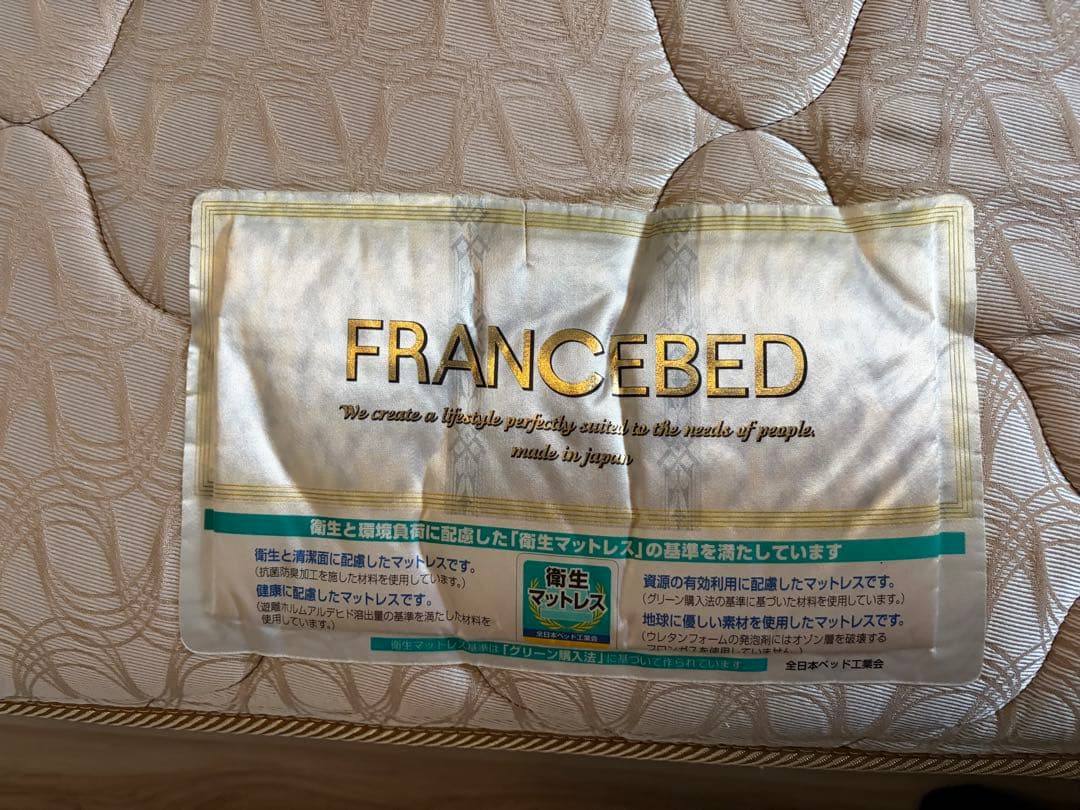 FRANCEBED
We create a lifestyle perfectly suited to the needs of people.
made in japan
衛生と環境負荷に配慮した「衛生マットレス」の基準を満たしています
衛生と清潔面に配慮したマットレスです。
(抗菌防臭加工を施した材料を使用しています。)
健康に配慮したマットレスです。
(遊離ホルムアルデヒド溶出量の基準を満たした材料を
使用しています。)
衛生
マットレス
全日本ベッド工業会
資源の有効利用に配慮したマットレスです。
(グリーン購入法の基準に基づいた材料を使用しています。)
地球に優しい素材を使用したマットレスです。
(ウレタンフォームの発泡剤にはオゾン層を破壊する
フロンガスを使用していません。)
衛生マットレス基準は「グリーン購入法」に基づいて作られています
全日本ベッド工業会